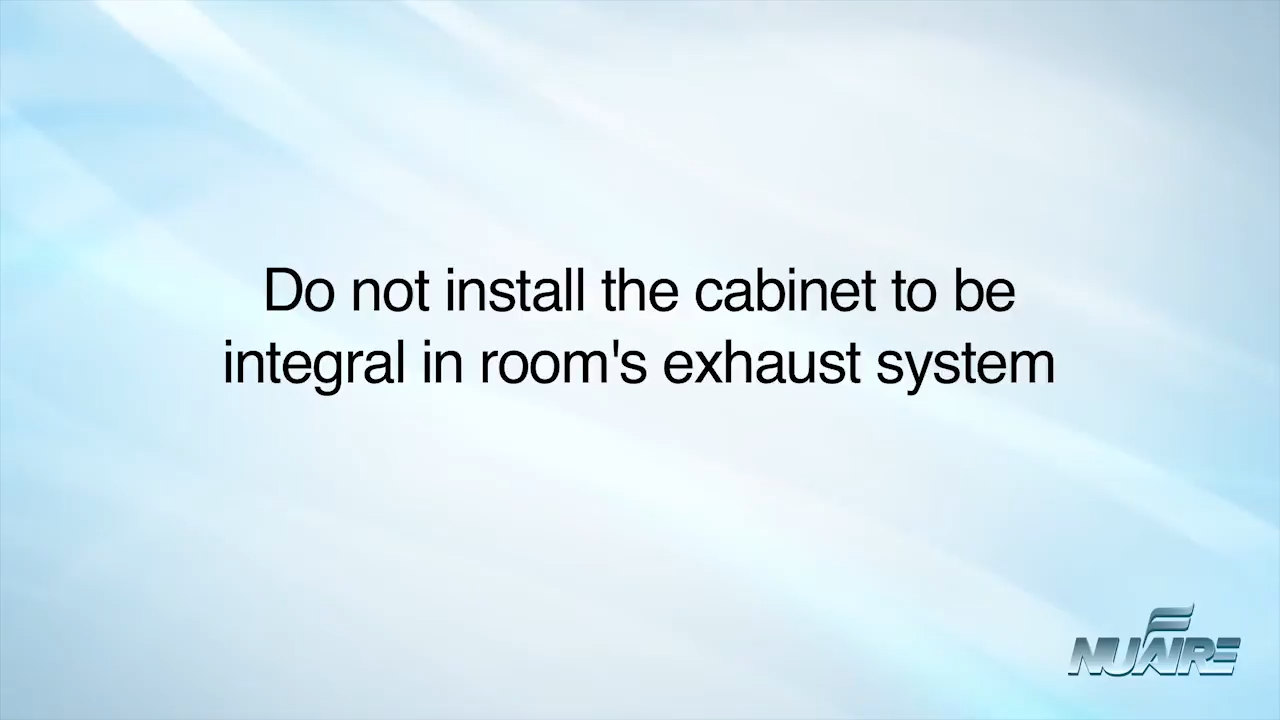 Do not install the cabinet to be
integral in room's exhaust system
NUAIRE